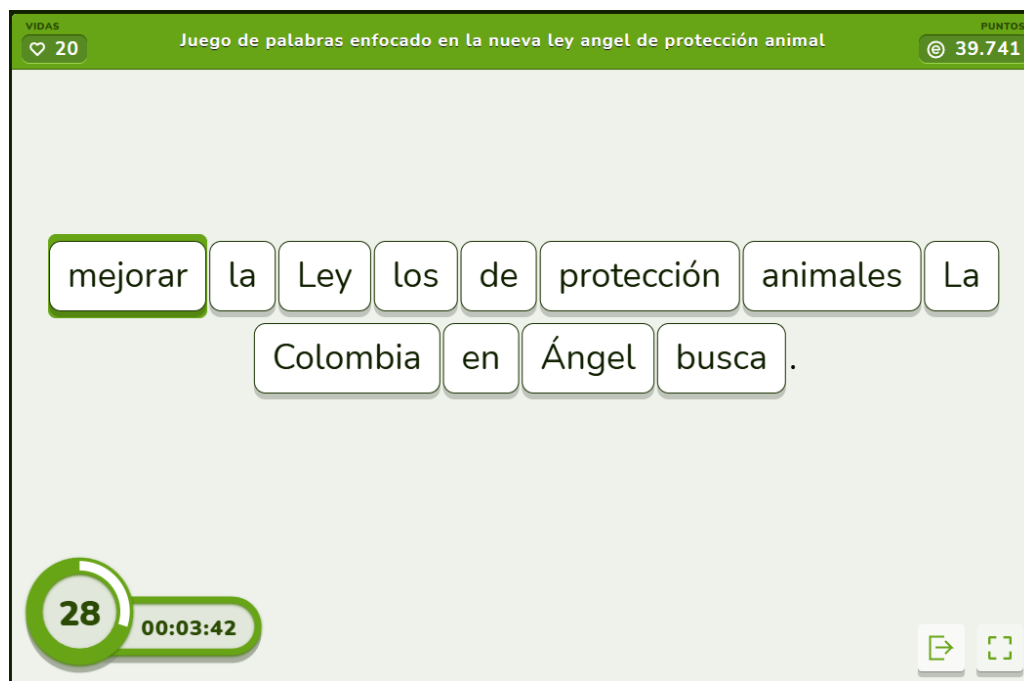 VIDAS
20
Juego de palabras enfocado en la nueva ley angel de protección animal
PUNTOS
39.741
mejorar la Ley los de protección animales La
Colombia en Ángel busca .
28
00:03:42